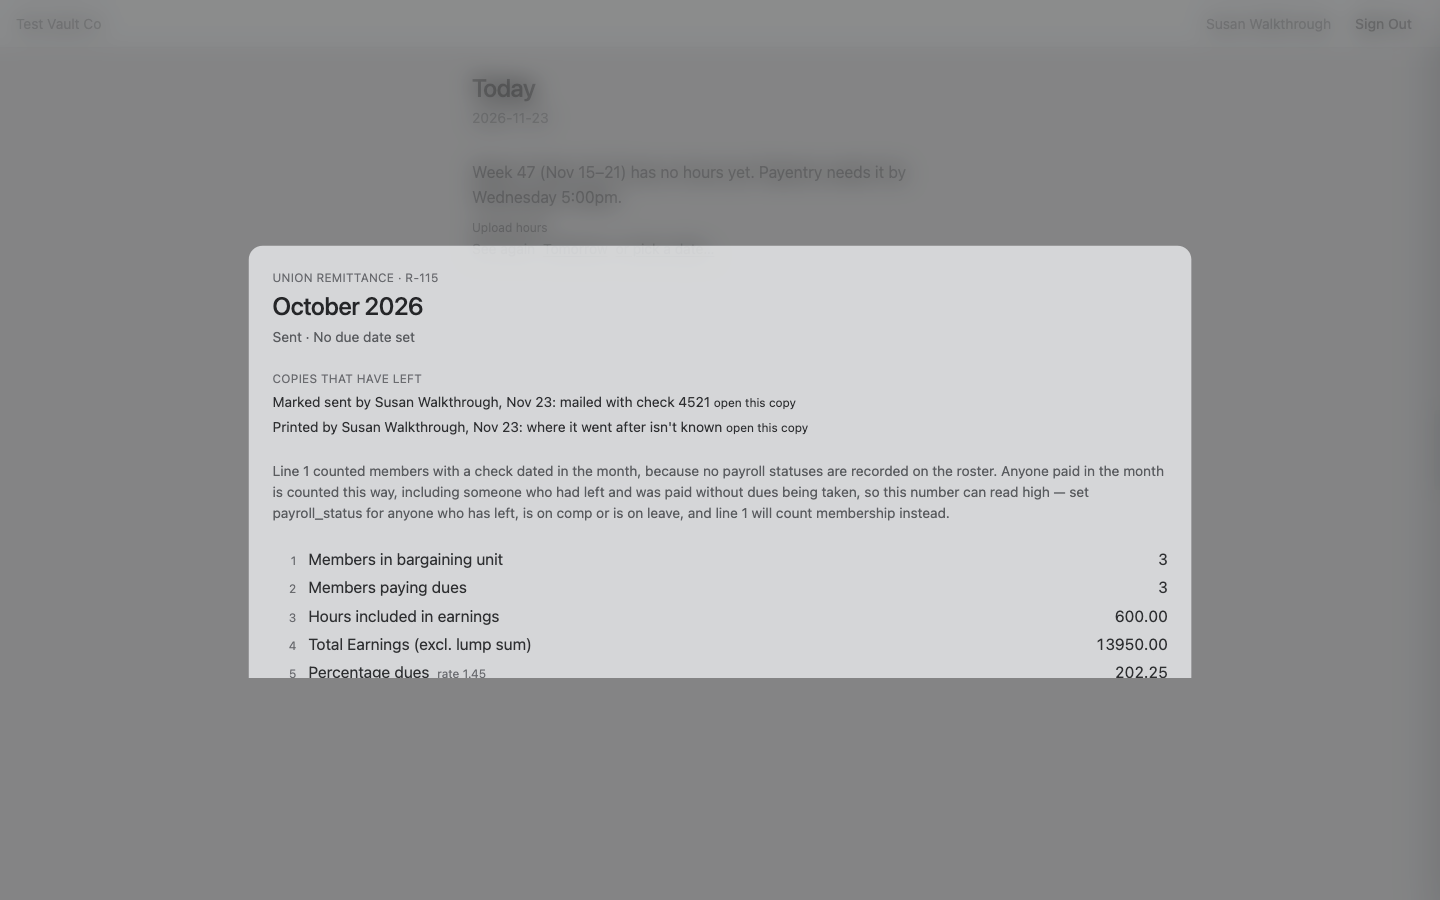 Test Vault Co
Susan Walkthrough
Sign Out
Today
2026-11-23
Week 47 (Nov 15–21) has no hours yet. Payentry needs it by
Wednesday 5:00pm.
Upload hours
UNION REMITTANCE · R-115
October 2026
Sent · No due date set
COPIES THAT HAVE LEFT
Marked sent by Susan Walkthrough, Nov 23: mailed with check 4521 open this copy
Printed by Susan Walkthrough, Nov 23: where it went after isn't known open this copy
Line 1 counted members with a check dated in the month, because no payroll statuses are recorded on the roster. Anyone paid in the month
is counted this way, including someone who had left and was paid without dues being taken, so this number can read high — set
payroll_status for anyone who has left, is on comp or is on leave, and line 1 will count membership instead.
1 Members in bargaining unit 3
2 Members paying dues 3
3 Hours included in earnings 600.00
4 Total Earnings (excl. lump sum) 13950.00
5 Percentage dues rate 1.45 202.25